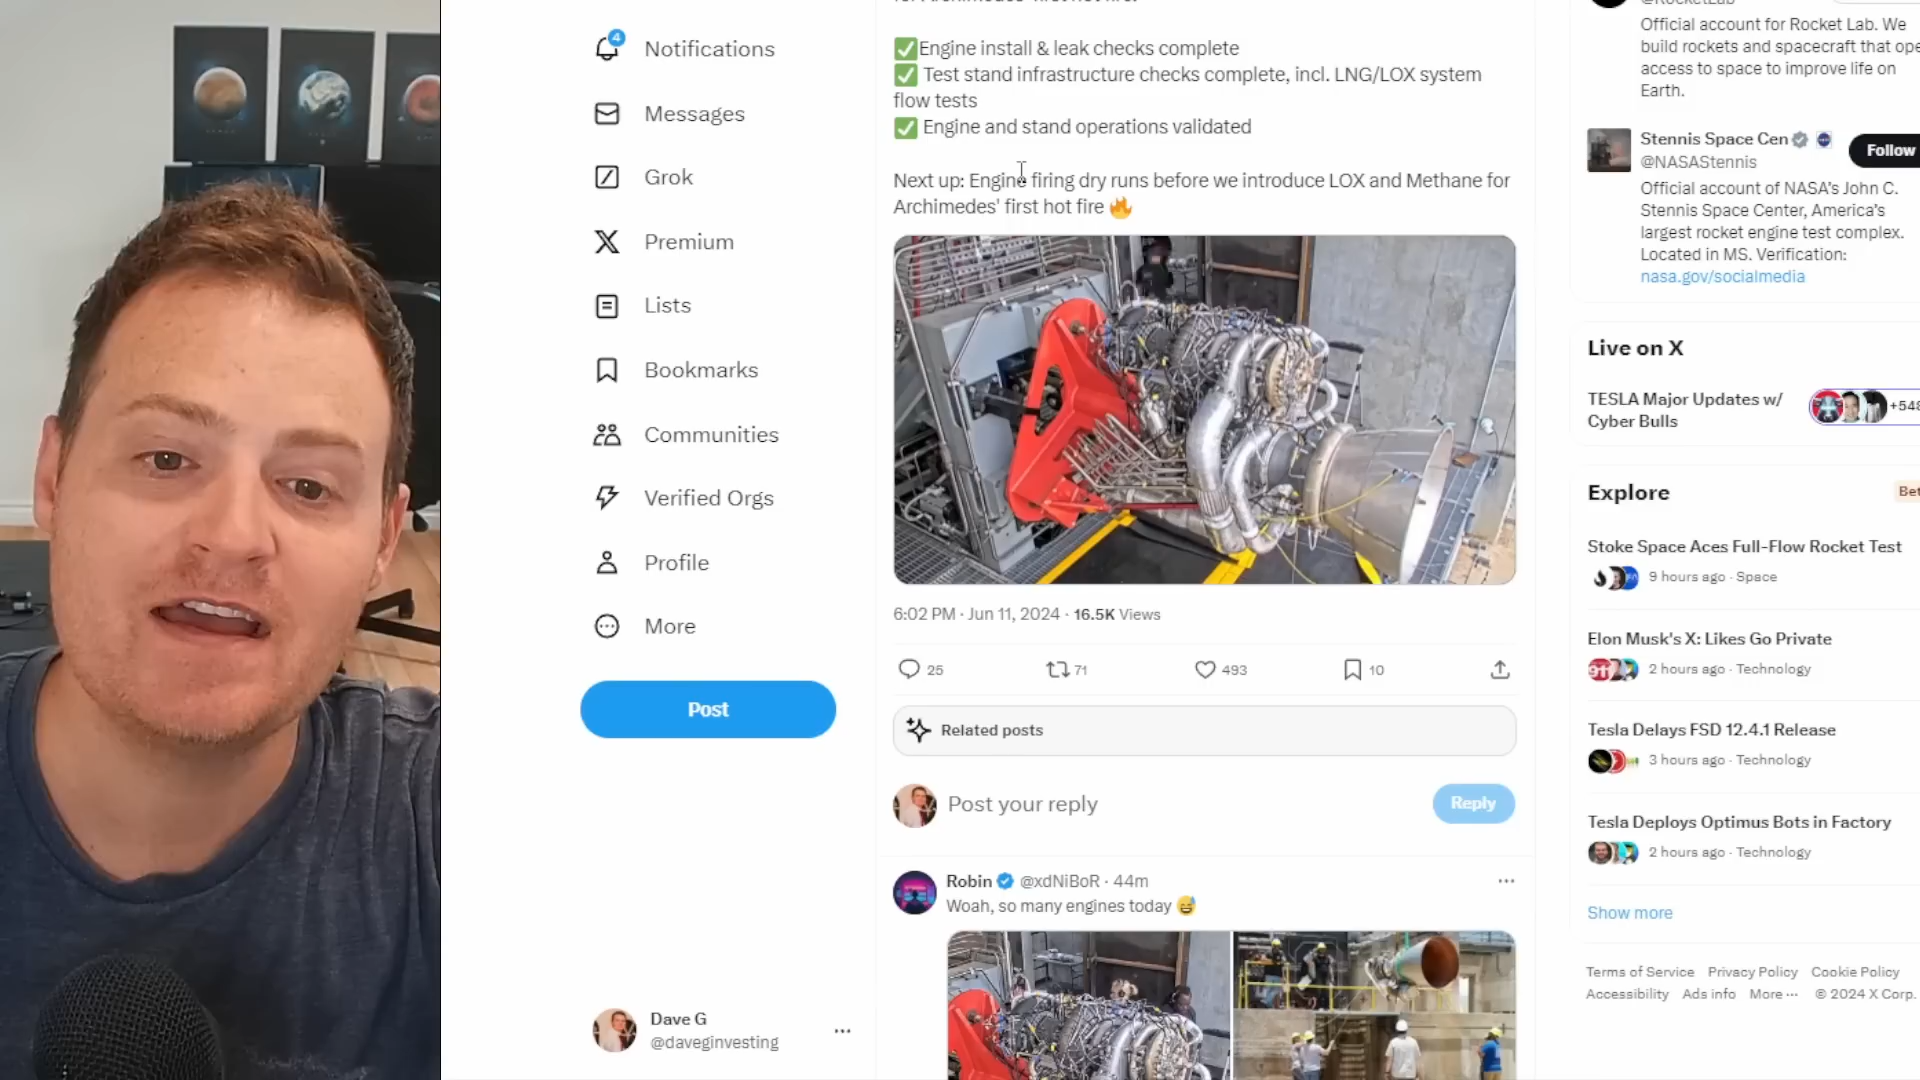 Notifications
4
Messages
Grok
Premium
Lists
Bookmarks
Communities
Verified Orgs
Profile
More
Post
Dave G
@daveginvesting
for Archimedes' first hot fire.
✅Engine install & leak checks complete
✅ Test stand infrastructure checks complete, incl. LNG/LOX system
flow tests
✅ Engine and stand operations validated
Next up: Engine firing dry runs before we introduce LOX and Methane for
Archimedes' first hot fire 🔥
6:02 PM · Jun 11, 2024 · 16.5K Views
25
71
493
10
Related posts
Post your reply
Reply
Robin @xdNiBoR · 44m
Woah, so many engines today 😅
@RocketLab
Official account for Rocket Lab. We
build rockets and spacecraft that ope
access to space to improve life on
Earth.
Stennis Space Cen
@NASAStennis
Follow
Official account of NASA's John C.
Stennis Space Center, America's
largest rocket engine test complex.
Located in MS. Verification:
nasa.gov/socialmedia
Live on X
TESLA Major Updates w/
Cyber Bulls
+548
Explore
Bet
Stoke Space Aces Full-Flow Rocket Test
9 hours ago · Space
Elon Musk's X: Likes Go Private
2 hours ago · Technology
Tesla Delays FSD 12.4.1 Release
3 hours ago · Technology
Tesla Deploys Optimus Bots in Factory
2 hours ago · Technology
Show more
Terms of Service Privacy Policy Cookie Policy
Accessibility Ads info More ··· © 2024 X Corp.